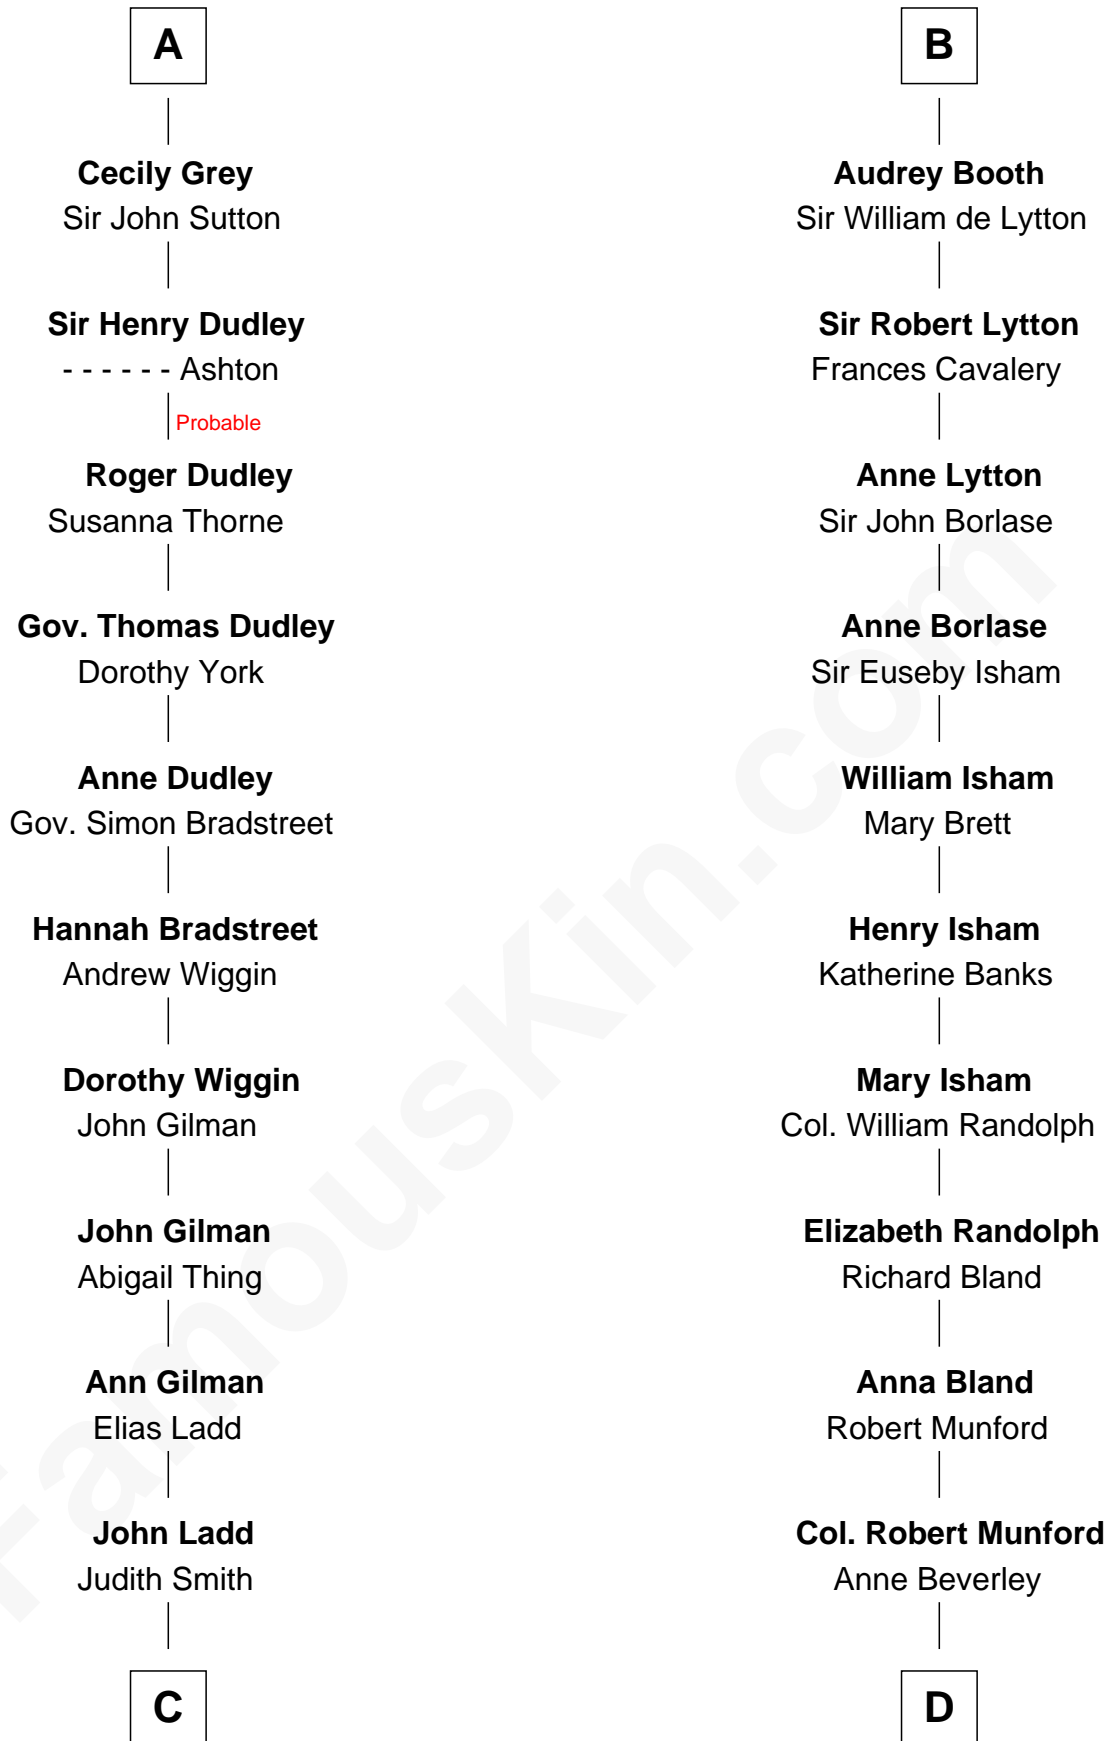 A
Cecily Grey
Sir John Sutton
Sir Henry Dudley
- - - - - - Ashton
Probable
Roger Dudley
Susanna Thorne
Gov. Thomas Dudley
Dorothy York
Anne Dudley
Gov. Simon Bradstreet
Hannah Bradstreet
Andrew Wiggin
Dorothy Wiggin
John Gilman
John Gilman
Abigail Thing
Ann Gilman
Elias Ladd
John Ladd
Judith Smith
C
B
Audrey Booth
Sir William de Lytton
Sir Robert Lytton
Frances Cavalery
Anne Lytton
Sir John Borlase
Anne Borlase
Sir Euseby Isham
William Isham
Mary Brett
Henry Isham
Katherine Banks
Mary Isham
Col. William Randolph
Elizabeth Randolph
Richard Bland
Anna Bland
Robert Munford
Col. Robert Munford
Anne Beverley
D
FamousKin.com